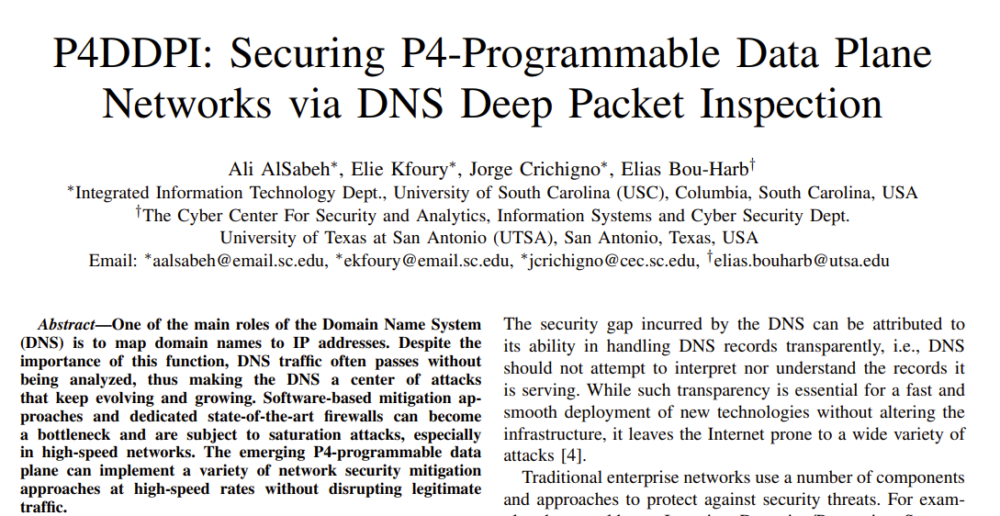 P4DDPI: Securing P4-Programmable Data Plane
Networks via DNS Deep Packet Inspection
Ali AlSabeh*, Elie Kfoury*, Jorge Crichigno*, Elias Bou-Harb†
*Integrated Information Technology Dept., University of South Carolina (USC), Columbia, South Carolina, USA
†The Cyber Center For Security and Analytics, Information Systems and Cyber Security Dept.
University of Texas at San Antonio (UTSA), San Antonio, Texas, USA
Email: *aalsabeh@email.sc.edu, *ekfoury@email.sc.edu, *jcrichigno@cec.sc.edu, †elias.bouharb@utsa.edu
Abstract—One of the main roles of the Domain Name System
(DNS) is to map domain names to IP addresses. Despite the
importance of this function, DNS traffic often passes without
being analyzed, thus making the DNS a center of attacks
that keep evolving and growing. Software-based mitigation ap-
proaches and dedicated state-of-the-art firewalls can become
a bottleneck and are subject to saturation attacks, especially
in high-speed networks. The emerging P4-programmable data
plane can implement a variety of network security mitigation
approaches at high-speed rates without disrupting legitimate
traffic.
The security gap incurred by the DNS can be attributed to
its ability in handling DNS records transparently, i.e., DNS
should not attempt to interpret nor understand the records it
is serving. While such transparency is essential for a fast and
smooth deployment of new technologies without altering the
infrastructure, it leaves the Internet prone to a wide variety of
attacks [4].
Traditional enterprise networks use a number of components
and approaches to protect against security threats. For exam-